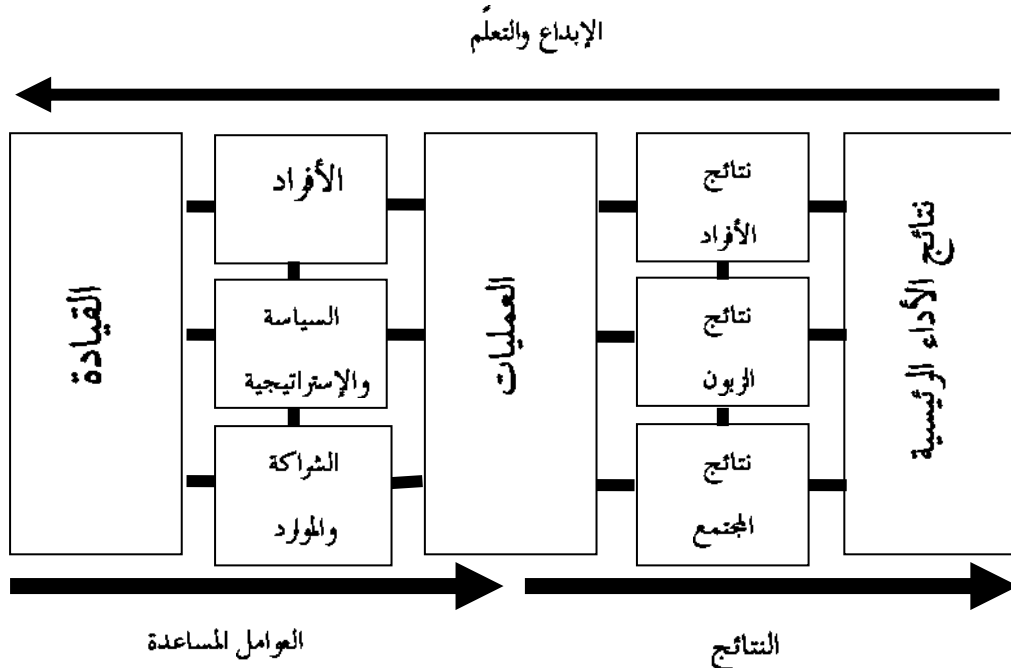 الإبداع والتعلّم
القيادة
الأفراد
السياسة
والإستراتيجية
الشراكة
والموارد
العمليات
نتائج
الأفراد
نتائج
الزبون
نتائج
المجتمع
نتائج الأداء الرئيسية
العوامل المساعدة
النتائج